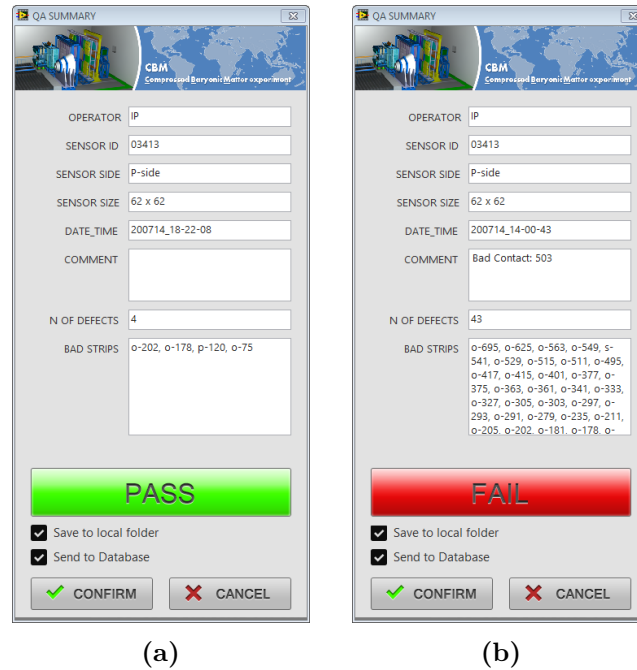 QA SUMMARY
CBM
Compressed Baryonic Matter experiment
OPERATOR IP
SENSOR ID 03413
SENSOR SIDE P-side
SENSOR SIZE 62 x 62
DATE_TIME 200714_18-22-08
COMMENT
N OF DEFECTS 4
BAD STRIPS o-202, o-178, p-120, o-75
PASS
Save to local folder
Send to Database
CONFIRM CANCEL
(a)
QA SUMMARY
CBM
Compressed Baryonic Matter experiment
OPERATOR IP
SENSOR ID 03413
SENSOR SIDE P-side
SENSOR SIZE 62 x 62
DATE_TIME 200714_14-00-43
COMMENT Bad Contact: 503
N OF DEFECTS 43
BAD STRIPS o-695, o-625, o-563, o-549, s-
541, o-529, o-515, o-511, o-495,
o-417, o-415, o-401, o-377, o-
375, o-363, o-361, o-341, o-333,
o-327, o-305, o-303, o-297, o-
293, o-291, o-279, o-235, o-211,
o-205, o-202, o-181, o-178, o-
FAIL
Save to local folder
Send to Database
CONFIRM CANCEL
(b)